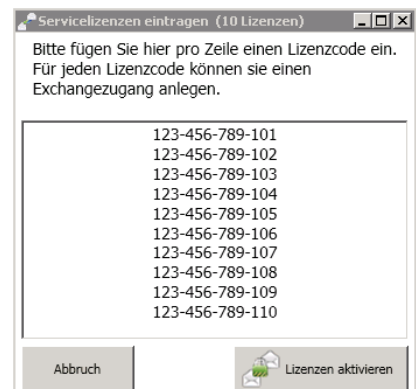 Servicelizenzen eintragen (10 Lizenzen)
Bitte fügen Sie hier pro Zeile einen Lizenzcode ein.
Für jeden Lizenzcode können sie einen
Exchangezugang anlegen.
123-456-789-101
123-456-789-102
123-456-789-103
123-456-789-104
123-456-789-105
123-456-789-106
123-456-789-107
123-456-789-108
123-456-789-109
123-456-789-110
Abbruch
Lizenzen aktivieren